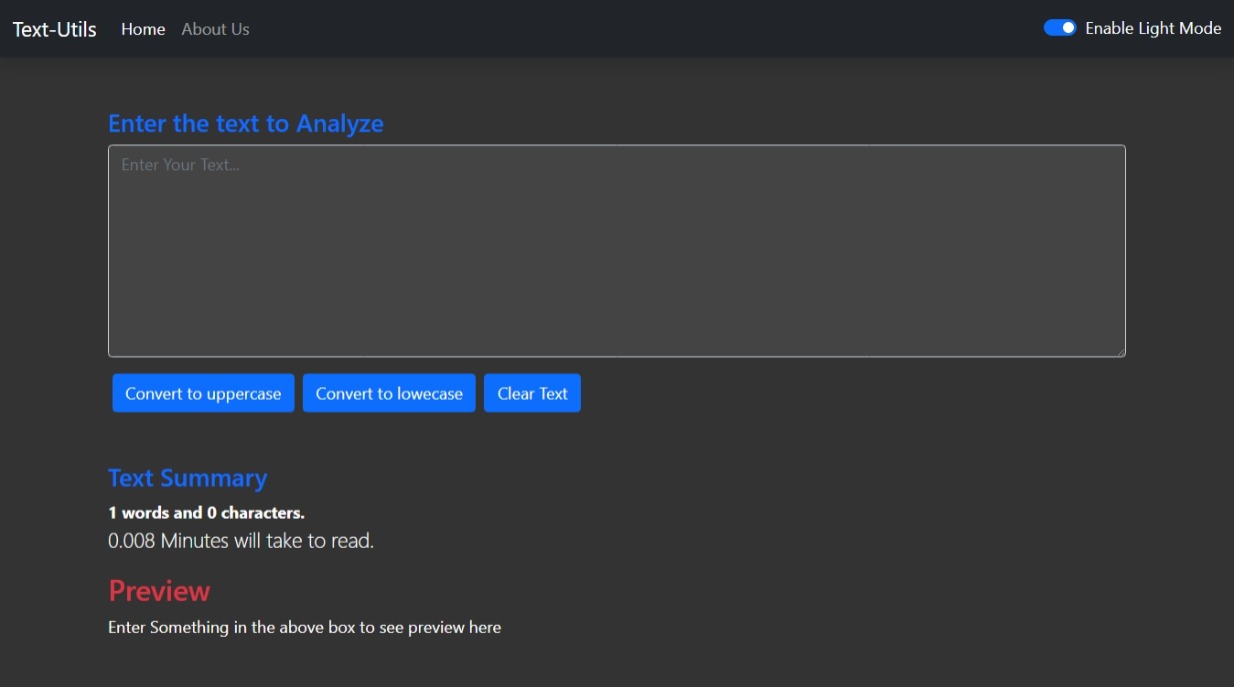 Text-Utils Home About Us Enable Light Mode
Enter the text to Analyze
Enter Your Text...
Convert to uppercase Convert to lowecase Clear Text
Text Summary
1 words and 0 characters.
0.008 Minutes will take to read.
Preview
Enter Something in the above box to see preview here